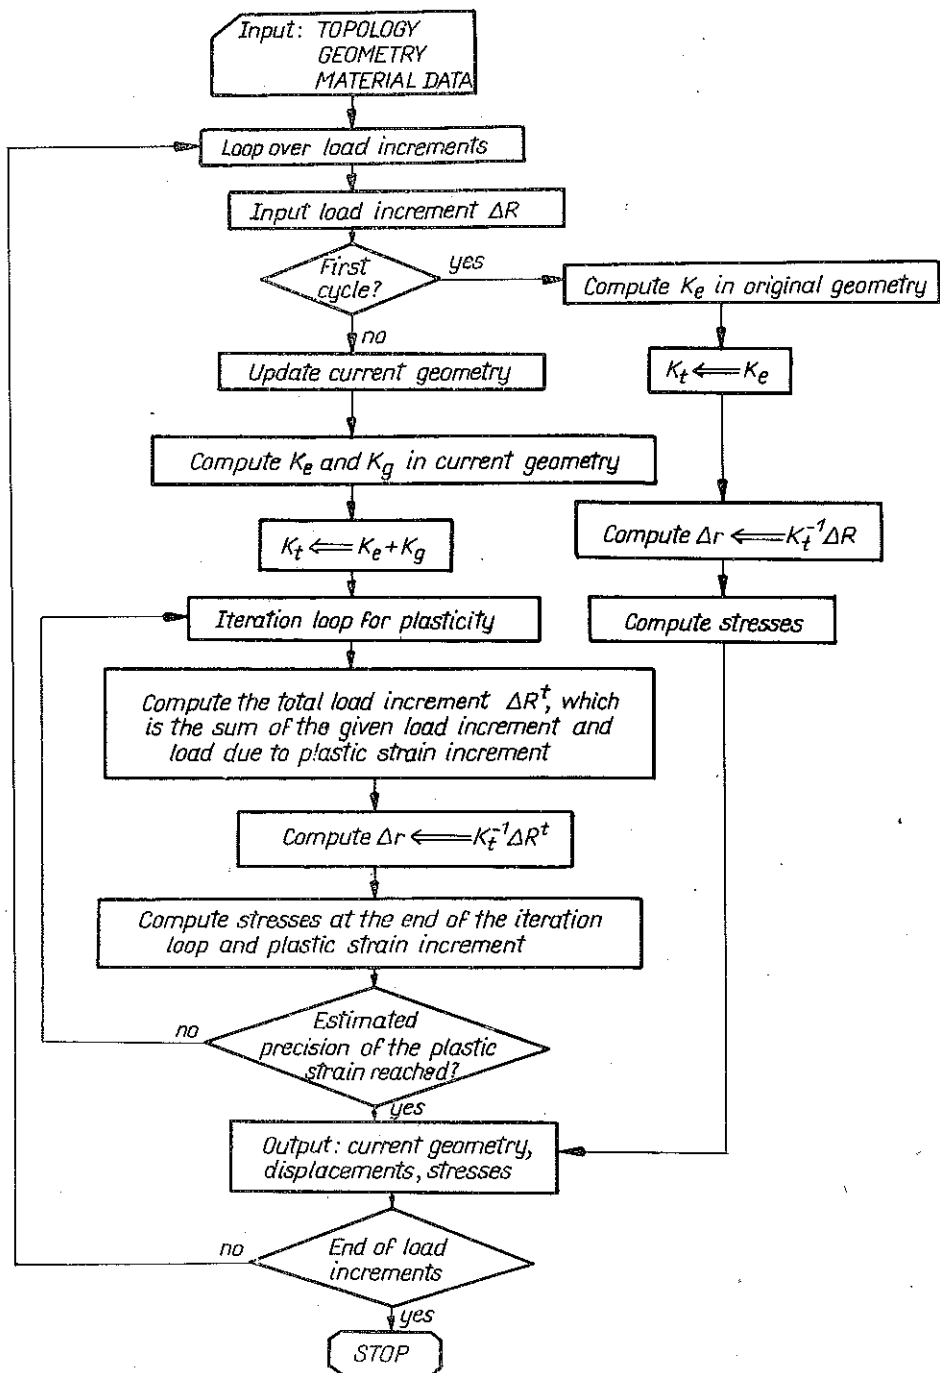 Input: TOPOLOGY
GEOMETRY
MATERIAL DATA
Loop over load increments
Input load increment ΔR
First
cycle?
yes
Compute Ke in original geometry
no
Update current geometry
Kt ⟸ Ke
Compute Ke and Kg in current geometry
Kt ⟸ Ke + Kg
Compute Δr ⟸ Kt⁻¹ΔR
Iteration loop for plasticity
Compute stresses
Compute the total load increment ΔRᵗ, which
is the sum of the given load increment and
load due to plastic strain increment
Compute Δr ⟸ Kt⁻¹ΔRᵗ
Compute stresses at the end of the iteration
loop and plastic strain increment
no
Estimated
precision of the plastic
strain reached?
yes
Output: current geometry,
displacements, stresses
no
End of load
increments
yes
STOP